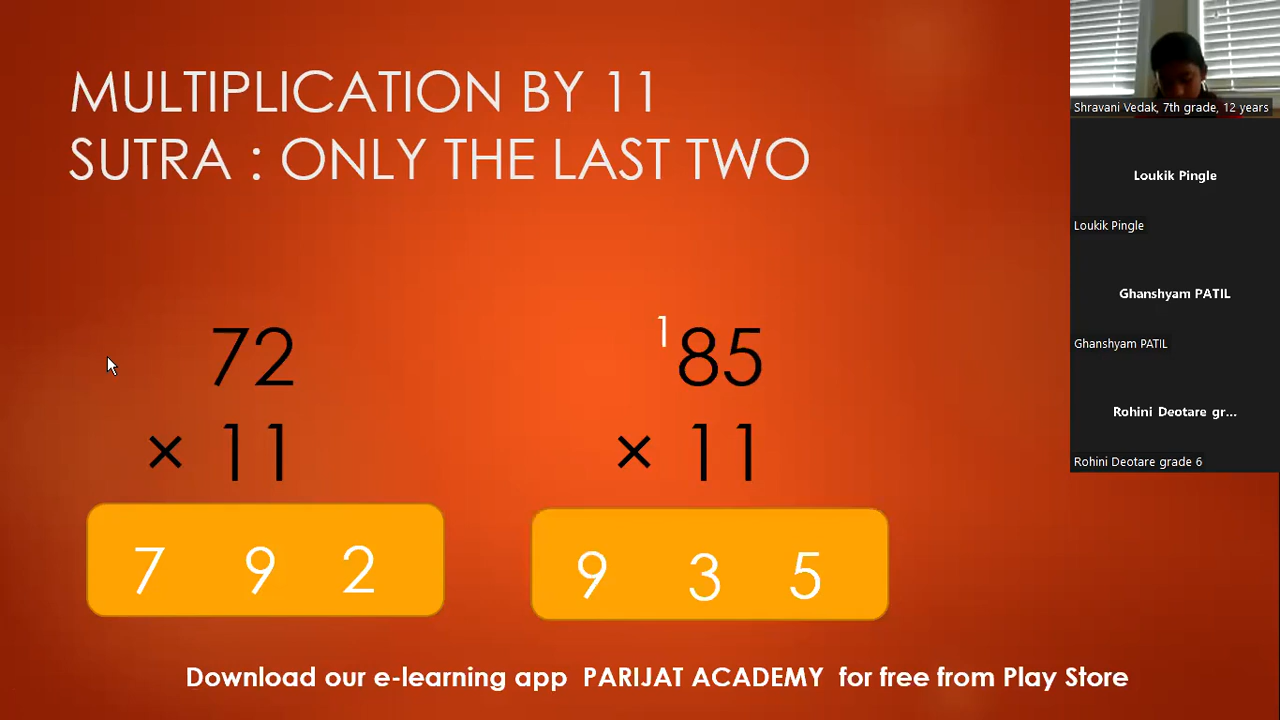 MULTIPLICATION BY 11
SUTRA : ONLY THE LAST TWO
72
× 11
7 9 2
1
85
× 11
9 3 5
Download our e-learning app PARIJAT ACADEMY for free from Play Store
Shravani Vedak, 7th grade, 12 years
Loukik Pingle
Loukik Pingle
Ghanshyam PATIL
Ghanshyam PATIL
Rohini Deotare gr...
Rohini Deotare grade 6